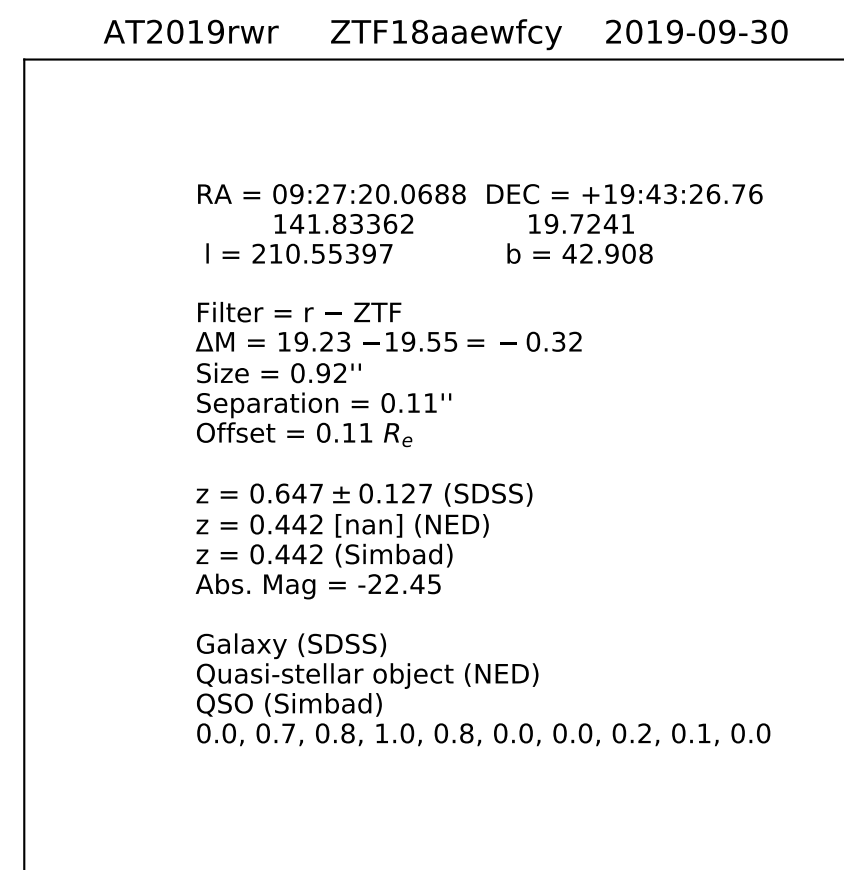 AT2019rwr ZTF18aaewfcy 2019-09-30
RA = 09:27:20.0688 DEC = +19:43:26.76
141.83362 19.7241
l = 210.55397 b = 42.908
Filter = r − ZTF
ΔM = 19.23 −19.55 = − 0.32
Size = 0.92''
Separation = 0.11''
Offset = 0.11 Rₑ
z = 0.647 ± 0.127 (SDSS)
z = 0.442 [nan] (NED)
z = 0.442 (Simbad)
Abs. Mag = -22.45
Galaxy (SDSS)
Quasi-stellar object (NED)
QSO (Simbad)
0.0, 0.7, 0.8, 1.0, 0.8, 0.0, 0.0, 0.2, 0.1, 0.0